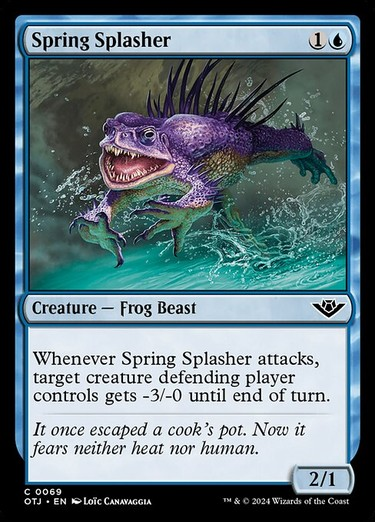 Spring Splasher 1
Creature — Frog Beast
Whenever Spring Splasher attacks,
target creature defending player
controls gets -3/-0 until end of turn.
It once escaped a cook's pot. Now it
fears neither heat nor human.
2/1
C 0069
OTJ • EN Loïc Canavaggia
™ & © 2024 Wizards of the Coast